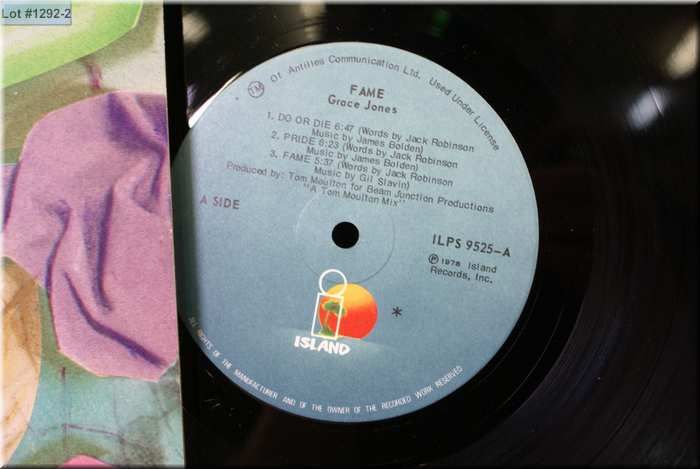 Lot #1292-2
TM Of Antilles Communication Ltd. Used Under License
FAME
Grace Jones
1. DO OR DIE 6:47 (Words by Jack Robinson
Music by James Bolden)
2. PRIDE 6:23 (Words by Jack Robinson
Music by James Bolden)
3. FAME 5:37 (Words by Jack Robinson
Music by Gil Slavin)
Produced by: Tom Moulton for Beam Junction Productions
"A Tom Moulton Mix"
A SIDE
ILPS 9525-A
℗ 1978 Island
Records, Inc.
*
ISLAND
ALL RIGHTS OF THE MANUFACTURER AND OF THE OWNER OF THE RECORDED WORK RESERVED